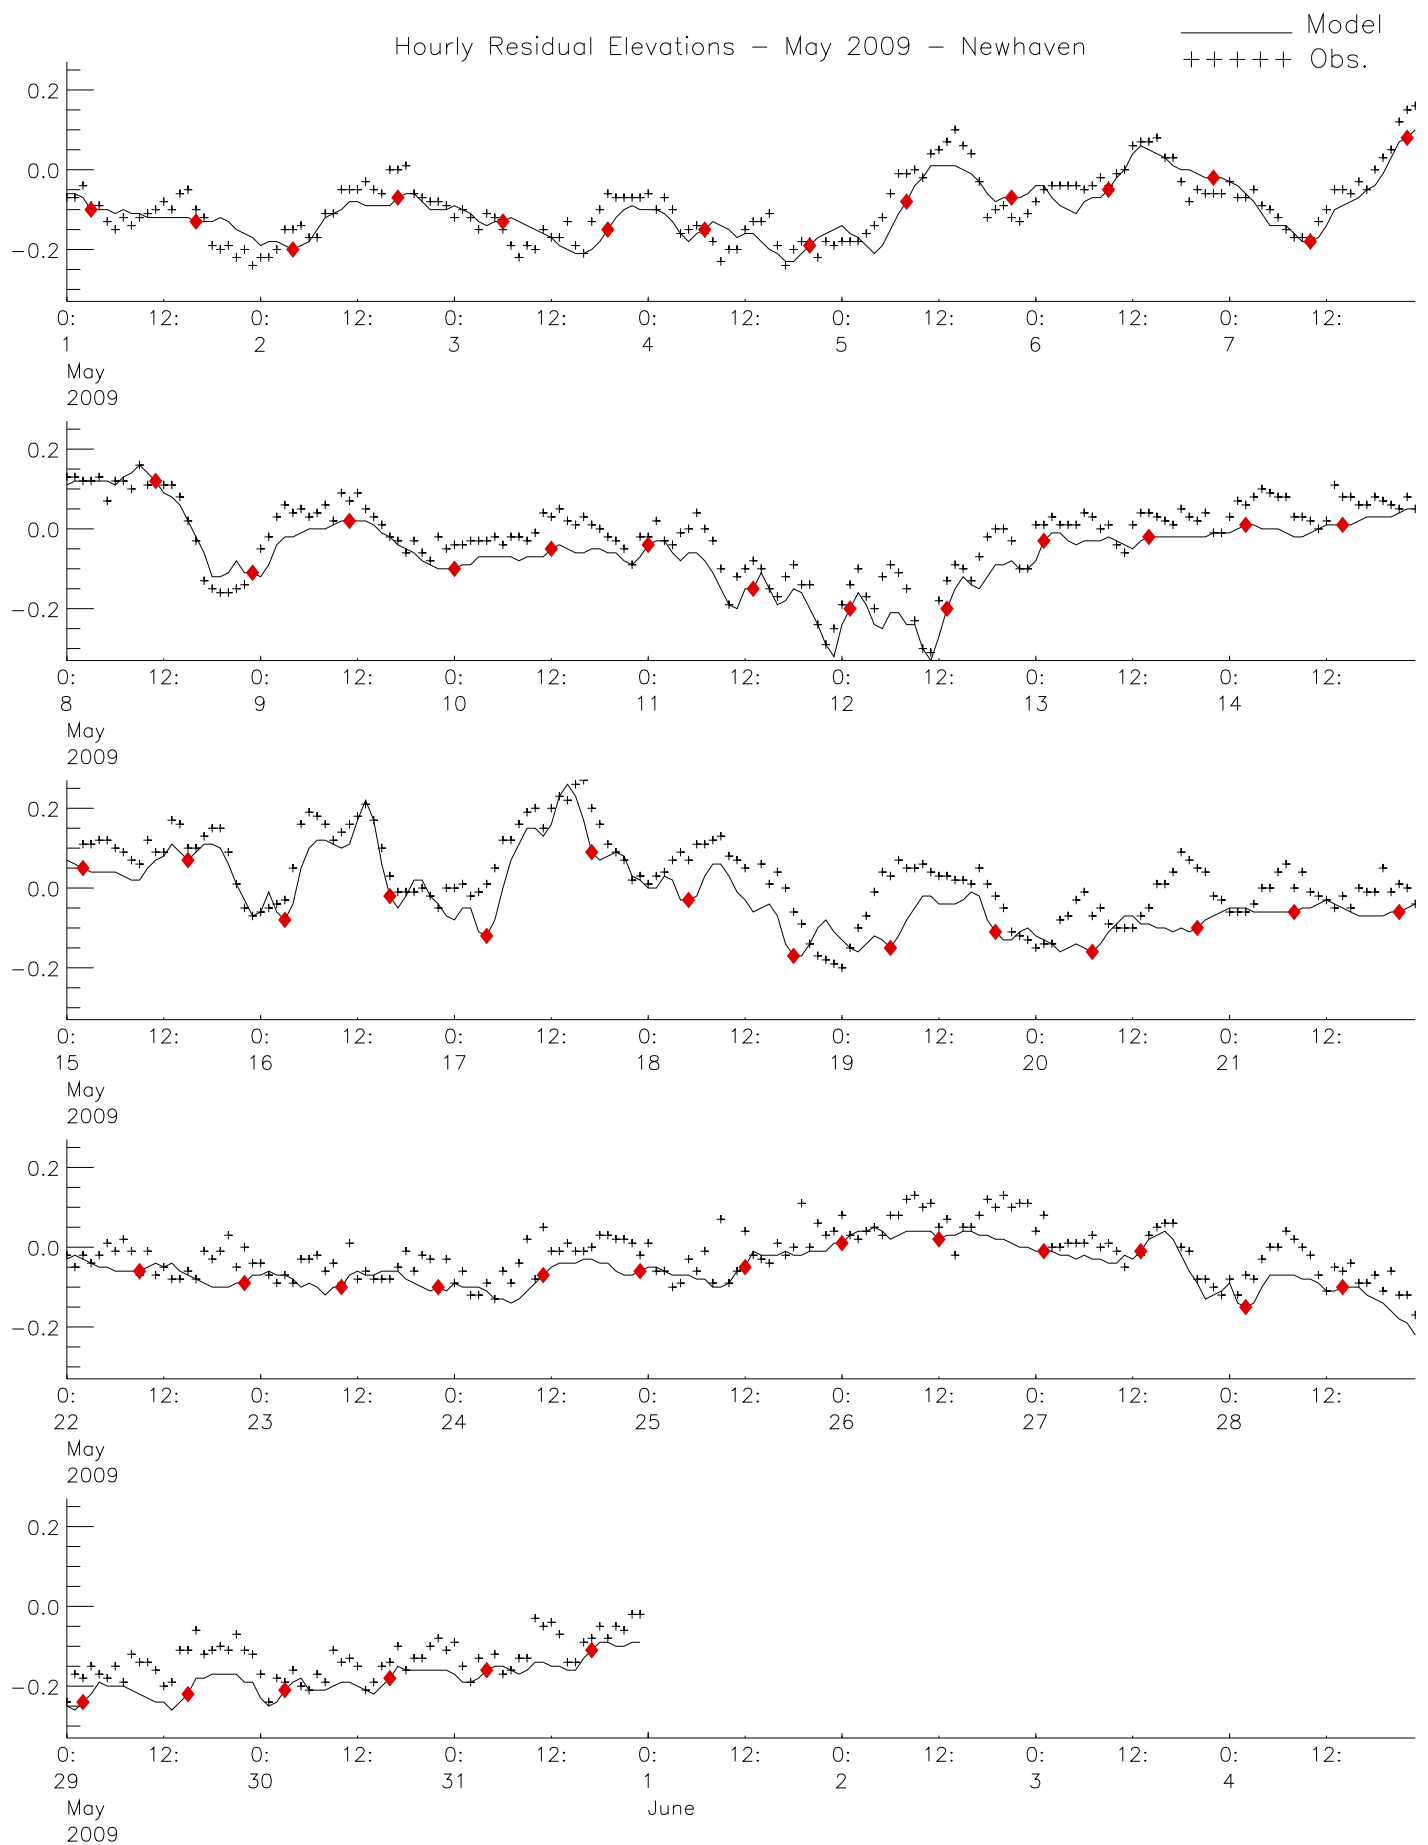 Hourly Residual Elevations − May 2009 − Newhaven
Model
+++++ Obs.
0.2
0.0
−0.2
0: 12: 0: 12: 0: 12: 0: 12: 0: 12: 0: 12: 0: 12:
1 2 3 4 5 6 7
May
2009
0.2
0.0
−0.2
0: 12: 0: 12: 0: 12: 0: 12: 0: 12: 0: 12: 0: 12:
8 9 10 11 12 13 14
May
2009
0.2
0.0
−0.2
0: 12: 0: 12: 0: 12: 0: 12: 0: 12: 0: 12: 0: 12:
15 16 17 18 19 20 21
May
2009
0.2
0.0
−0.2
0: 12: 0: 12: 0: 12: 0: 12: 0: 12: 0: 12: 0: 12:
22 23 24 25 26 27 28
May
2009
0.2
0.0
−0.2
0: 12: 0: 12: 0: 12: 0: 12: 0: 12: 0: 12: 0: 12:
29 30 31 1 2 3 4
May June
2009